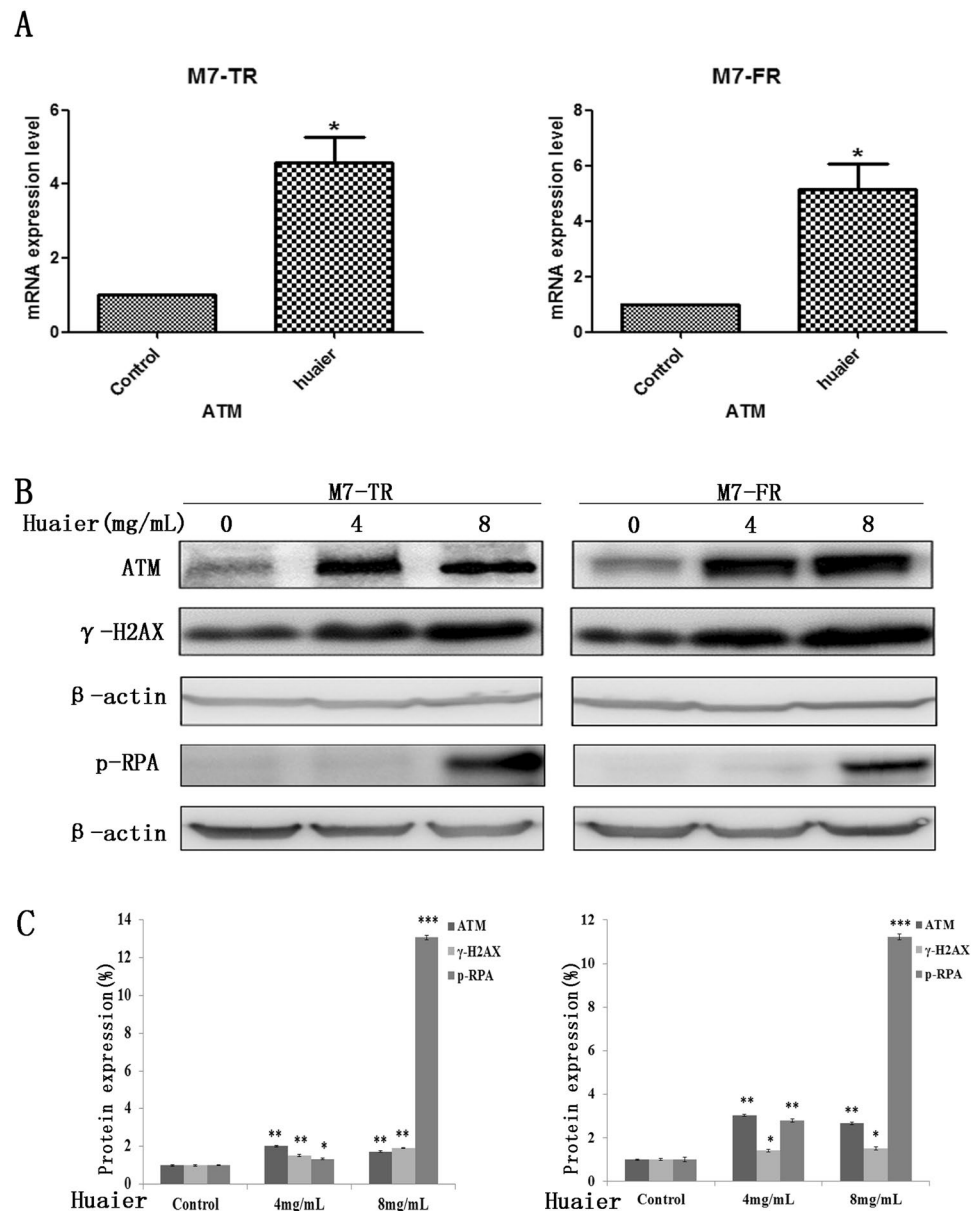 A
M7-TR
mRNA expression level
6
4
2
0
*
Control
huaier
ATM
M7-FR
mRNA expression level
8
6
4
2
0
*
Control
huaier
ATM
B
M7-TR
M7-FR
Huaier(mg/mL) 0 4 8 0 4 8
ATM
γ-H2AX
β-actin
p-RPA
β-actin
C
Protein expression(%)
14
12
10
8
6
4
2
0
ATM
γ-H2AX
p-RPA
** ** *
** ** ***
Huaier Control 4mg/mL 8mg/mL
Protein expression(%)
12
10
8
6
4
2
0
ATM
γ-H2AX
p-RPA
** * **
** * ***
Huaier Control 4mg/mL 8mg/mL